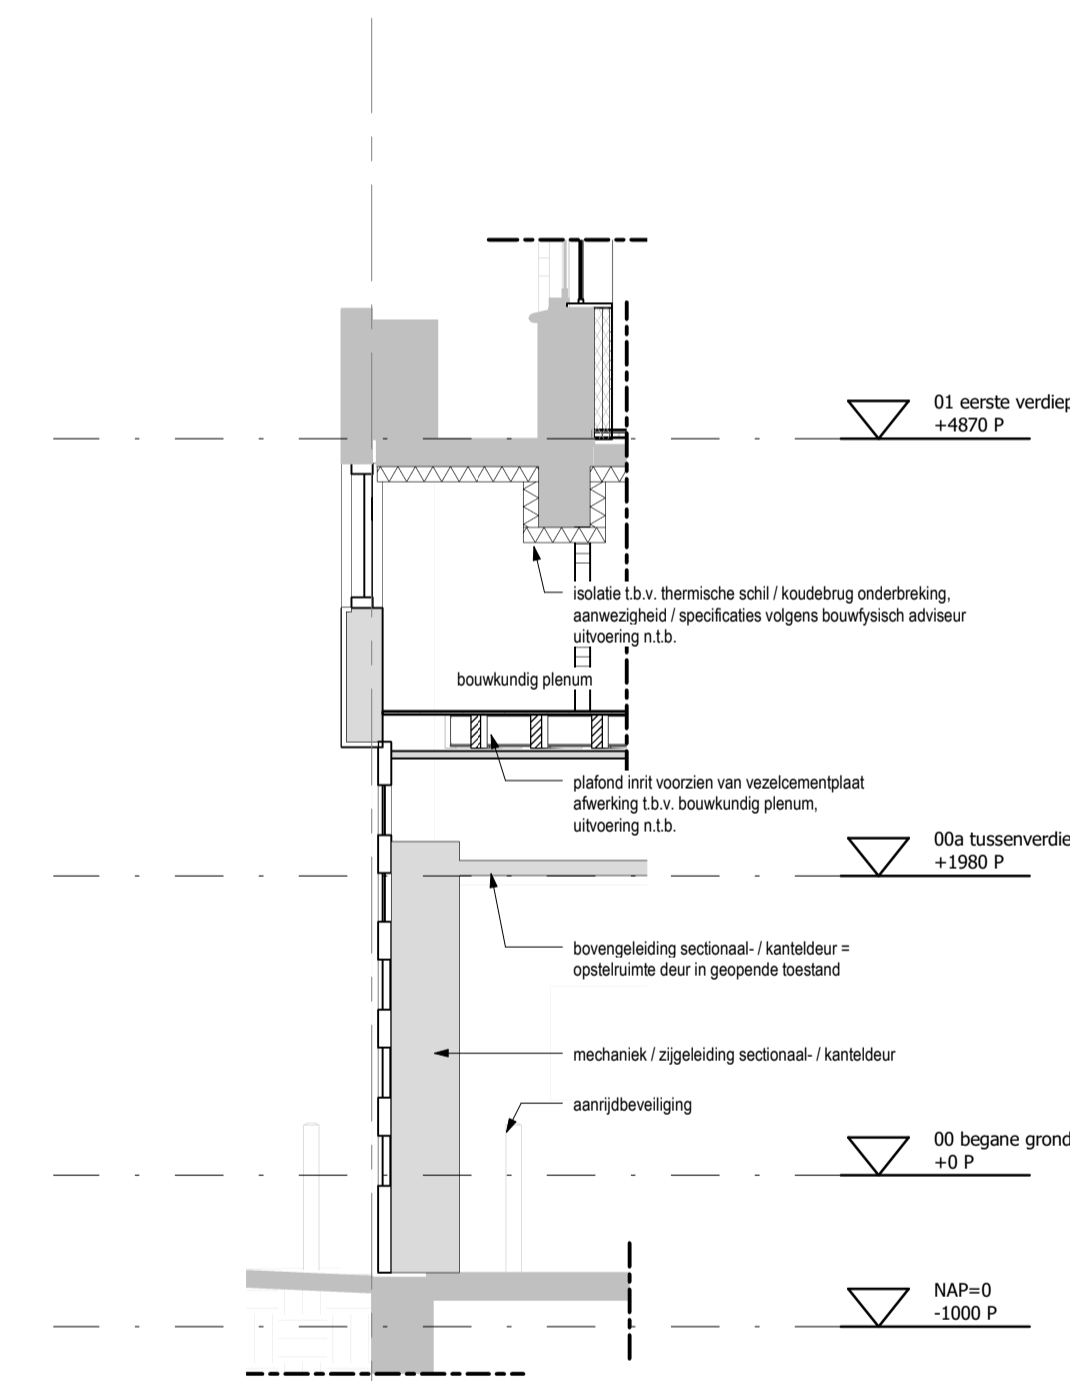 01 eerste verdiep
+4870 P
isolatie t.b.v. thermische schil / koudebrug onderbreking,
aanwezigheid / specificaties volgens bouwfysisch adviseur
uitvoering n.t.b.
bouwkundig plenum
plafond inrit voorzien van vezelcementplaat
afwerking t.b.v. bouwkundig plenum,
uitvoering n.t.b.
00a tussenverdie
+1980 P
bovengeleiding sectionaal- / kanteldeur =
opstelruimte deur in geopende toestand
mechaniek / zijgeleiding sectionaal- / kanteldeur
aanrijdbeveiliging
00 begane grond
+0 P
NAP=0
-1000 P